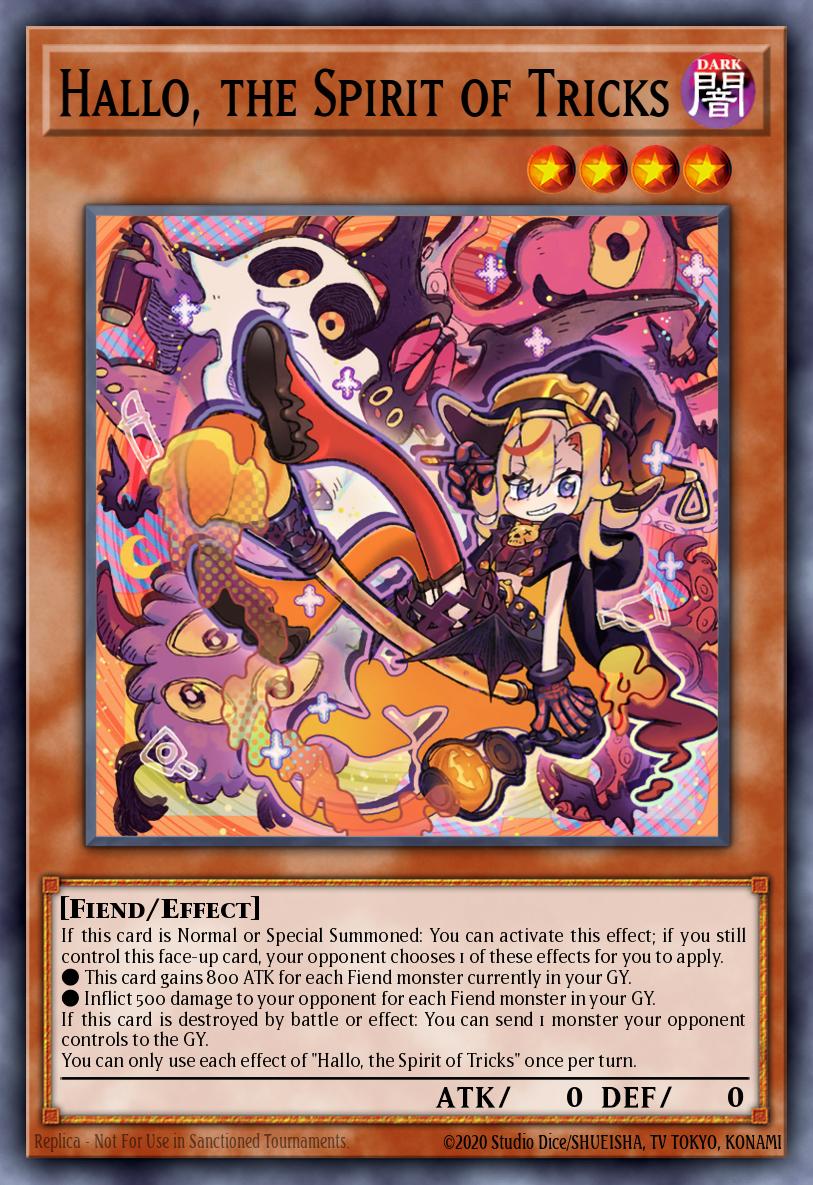 Hallo, the Spirit of Tricks
DARK
闇
[Fiend/Effect]
If this card is Normal or Special Summoned: You can activate this effect; if you still
control this face-up card, your opponent chooses 1 of these effects for you to apply.
● This card gains 800 ATK for each Fiend monster currently in your GY.
● Inflict 500 damage to your opponent for each Fiend monster in your GY.
If this card is destroyed by battle or effect: You can send 1 monster your opponent
controls to the GY.
You can only use each effect of "Hallo, the Spirit of Tricks" once per turn.
ATK/ 0 DEF/ 0
Replica - Not For Use in Sanctioned Tournaments.
©2020 Studio Dice/SHUEISHA, TV TOKYO, KONAMI